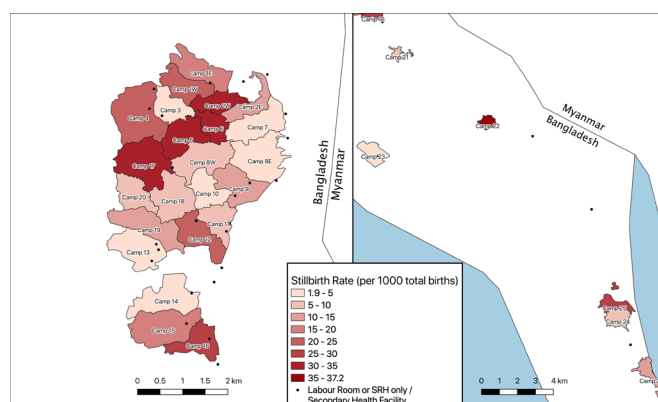 Camp 1E
Camp 1W
Camp 2W
Camp 2E
Camp 3
Camp 4
Camp 7
Camp 6
Camp 5
Camp 8W
Camp 8E
Camp 17
Camp 9
Camp 10
Camp 20
Camp 18
Camp 19
Camp 11
Camp 12
Camp 13
Camp 14
Camp 15
Camp 16
0 0.5 1 1.5 2 km
Bangladesh
Myanmar
Camp 21
Myanmar
Bangladesh
Camp 22
Camp 23
Camp 25
Camp 24
Camp
Stillbirth Rate (per 1000 total births)
1.9 - 5
5 - 10
10 - 15
15 - 20
20 - 25
25 - 30
30 - 35
35 - 37.2
Labour Room or SRH only /
Secondary Health Facility
0 1 2 3 4 km